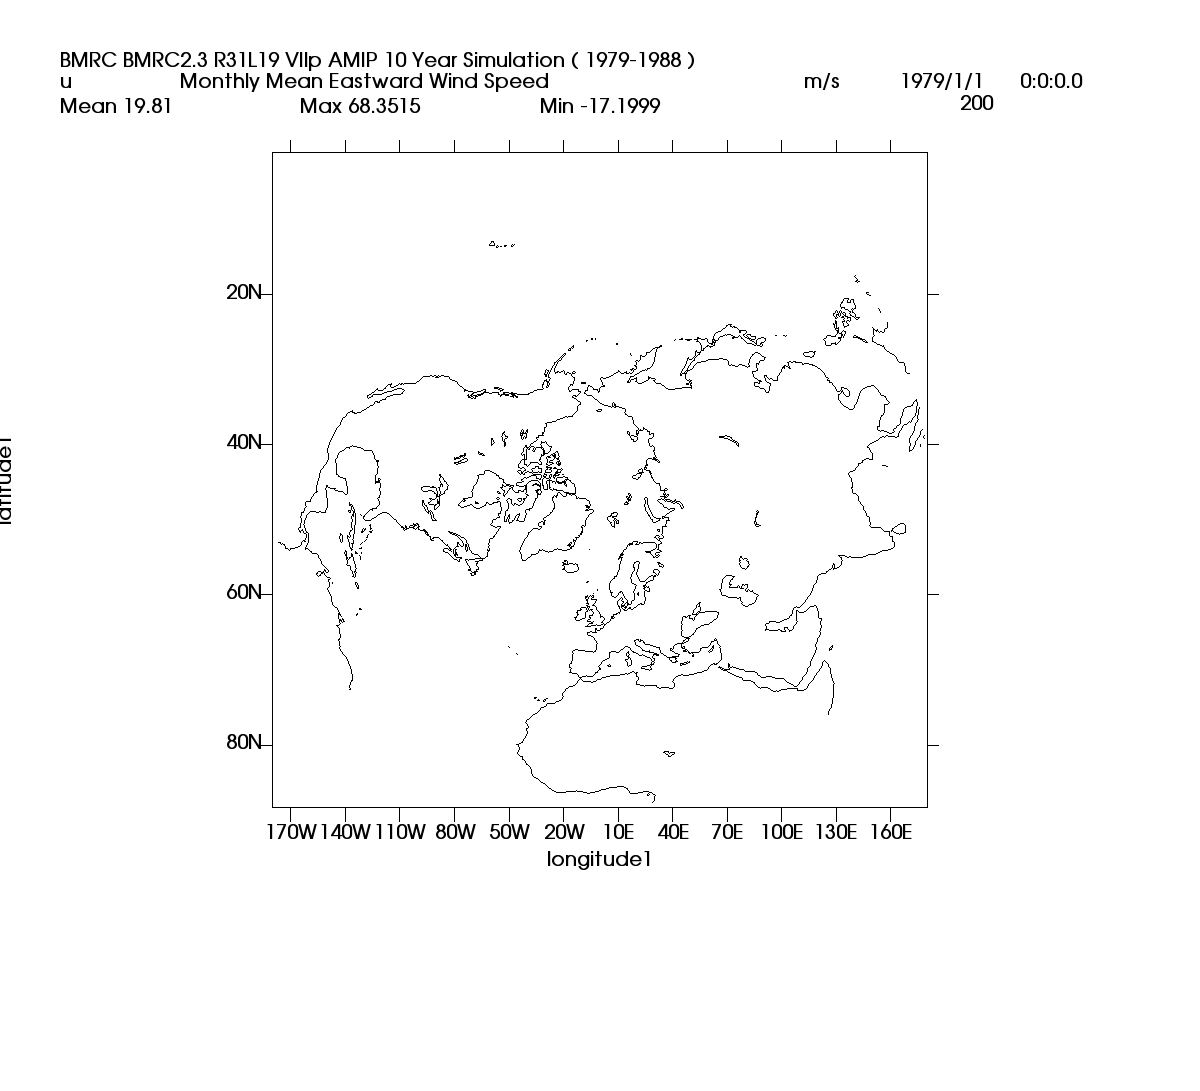 BMRC BMRC2.3 R31L19 VIIp AMIP 10 Year Simulation ( 1979-1988 )
u Monthly Mean Eastward Wind Speed m/s 1979/1/1 0:0:0.0
Mean 19.81 Max 68.3515 Min -17.1999 200
20N
40N
latitude1
60N
80N
170W 140W 110W 80W 50W 20W 10E 40E 70E 100E 130E 160E
longitude1